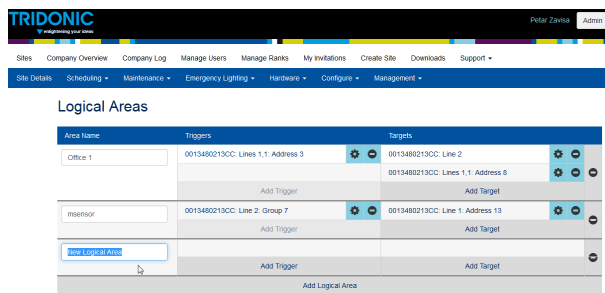 TRIDONIC
enlightening your ideas
Petar Zavisa Admin
Sites Company Overview Company Log Manage Users Manage Ranks My Invitations Create Site Downloads Support
Site Details Scheduling Maintenance Emergency Lighting Hardware Configure Management
Logical Areas
Area Name Triggers Targets
Office 1 0013480213CC: Lines 1,1: Address 3 0013480213CC: Line 2
0013480213CC: Lines 1,1: Address 8
Add Trigger Add Target
msensor 0013480213CC: Line 2: Group 7 0013480213CC: Line 1: Address 13
Add Trigger Add Target
New Logical Area
Add Trigger Add Target
Add Logical Area